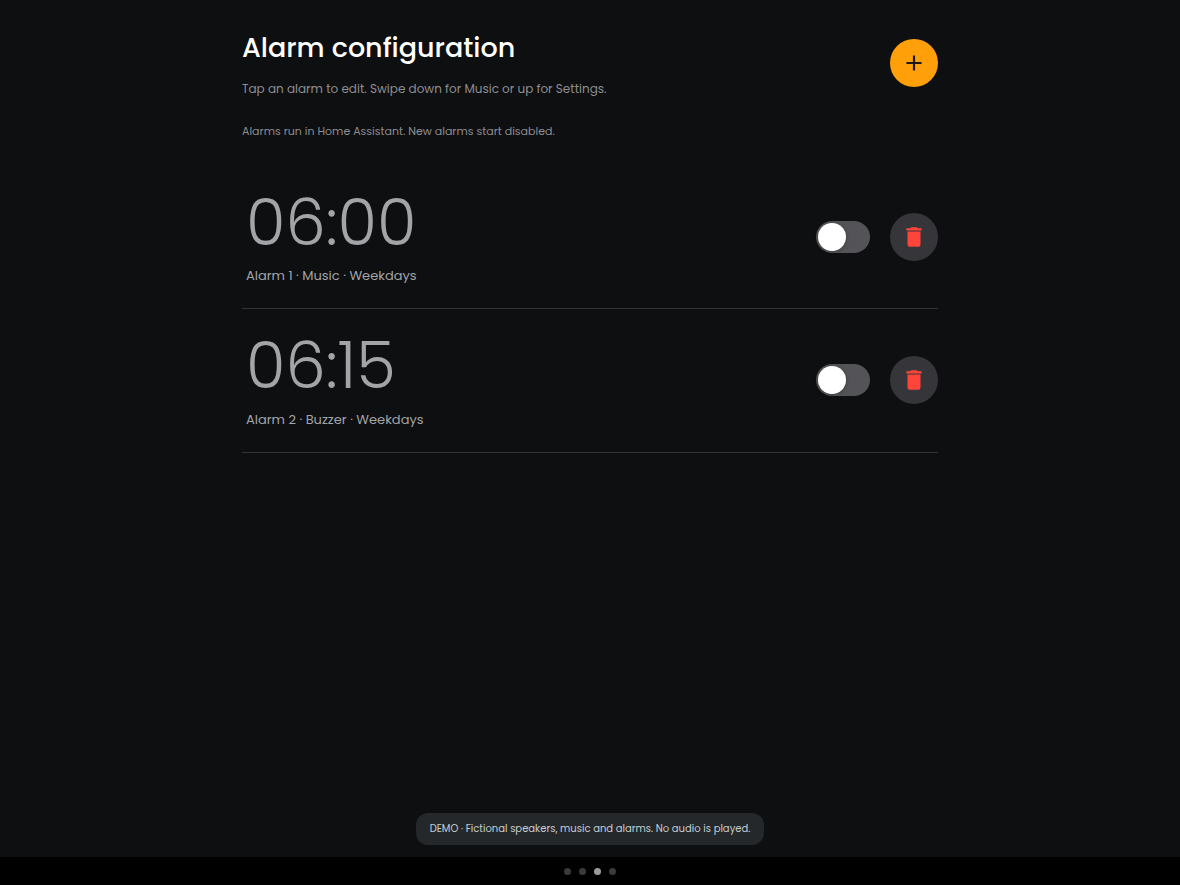 Alarm configuration
Tap an alarm to edit. Swipe down for Music or up for Settings.
Alarms run in Home Assistant. New alarms start disabled.
06:00
Alarm 1 · Music · Weekdays
06:15
Alarm 2 · Buzzer · Weekdays
DEMO · Fictional speakers, music and alarms. No audio is played.